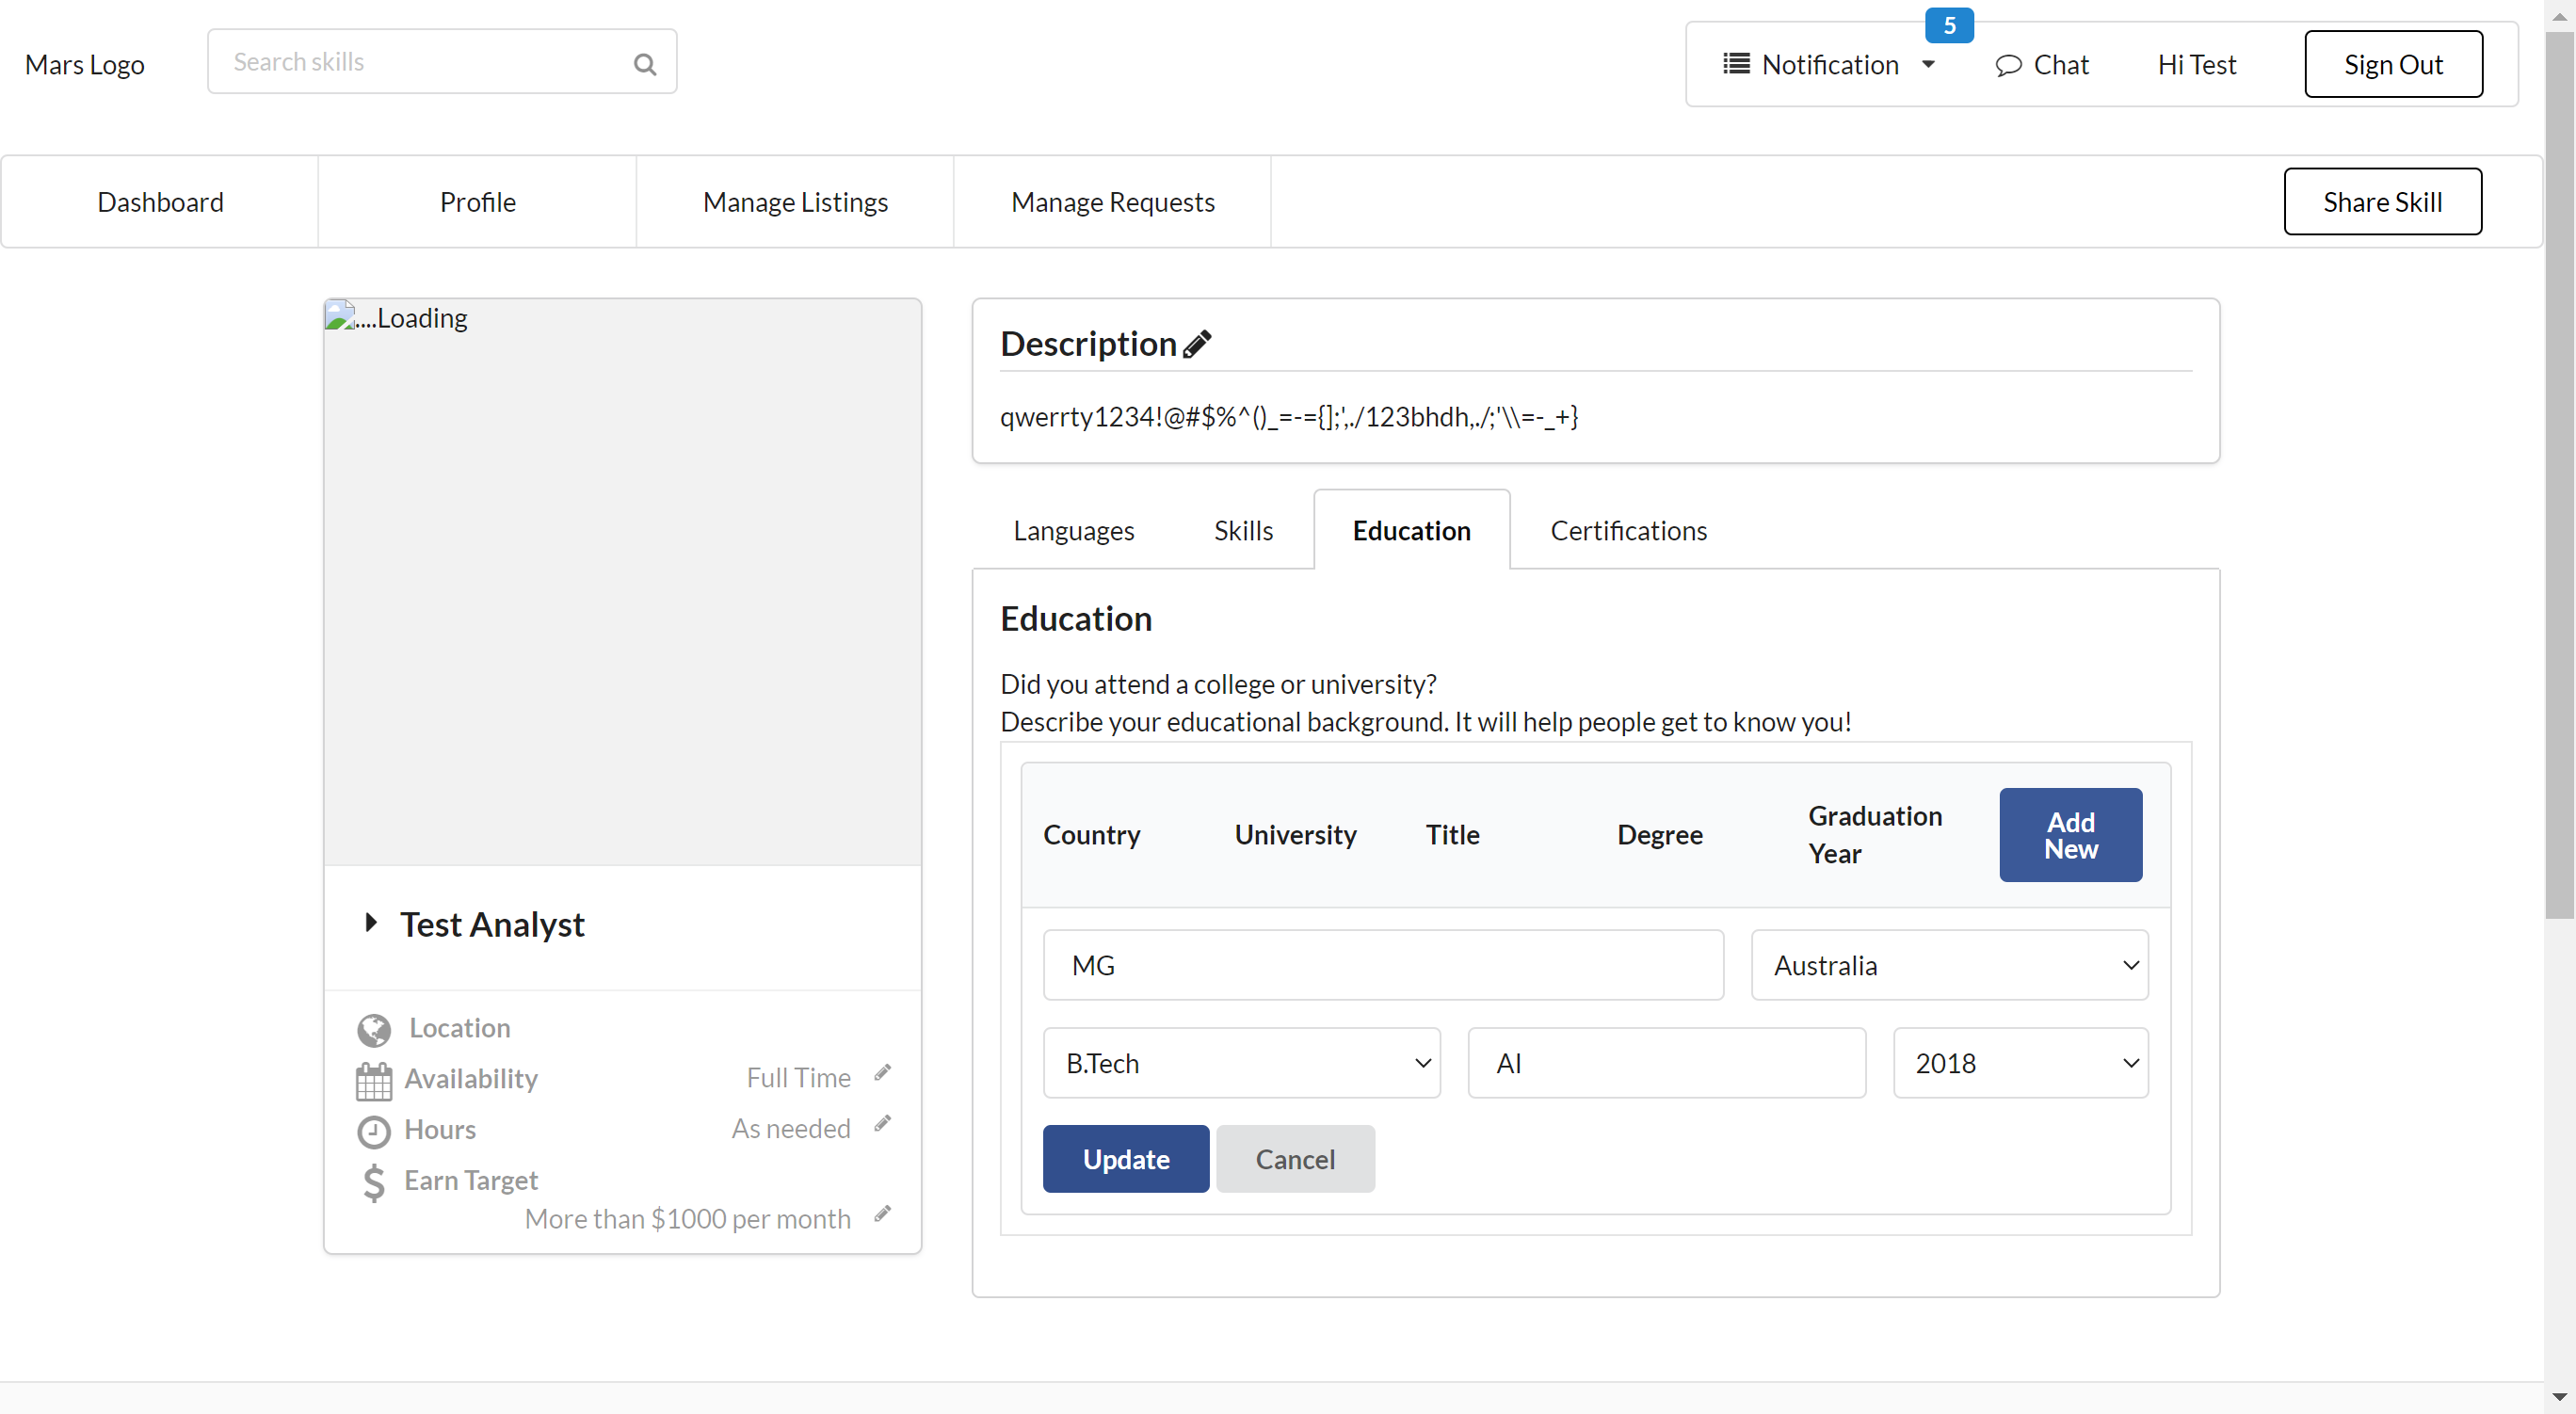 Mars Logo
Search skills
Notification
5
Chat
Hi Test
Sign Out
Dashboard
Profile
Manage Listings
Manage Requests
Share Skill
....Loading
Test Analyst
Location
Availability
Full Time
Hours
As needed
Earn Target
More than $1000 per month
Description
qwerrty1234!@#$%^()_=-={];',./123bhdh,./;'\\=-_+}
Languages
Skills
Education
Certifications
Education
Did you attend a college or university?
Describe your educational background. It will help people get to know you!
Country
University
Title
Degree
Graduation
Year
Add
New
MG
Australia
B.Tech
AI
2018
Update
Cancel